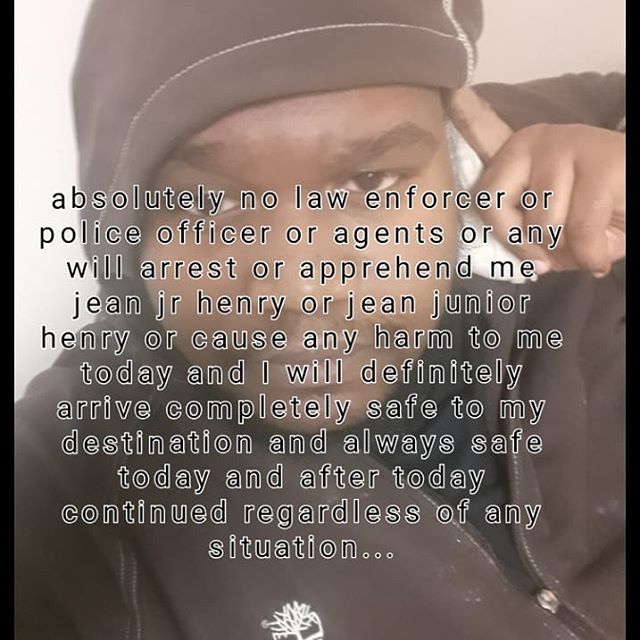 absolutely no law enforcer or
police officer or agents or any
will arrest or apprehend me
jean jr henry or jean junior
henry or cause any harm to me
today and I will definitely
arrive completely safe to my
destination and always safe
today and after today
continued regardless of any
situation...